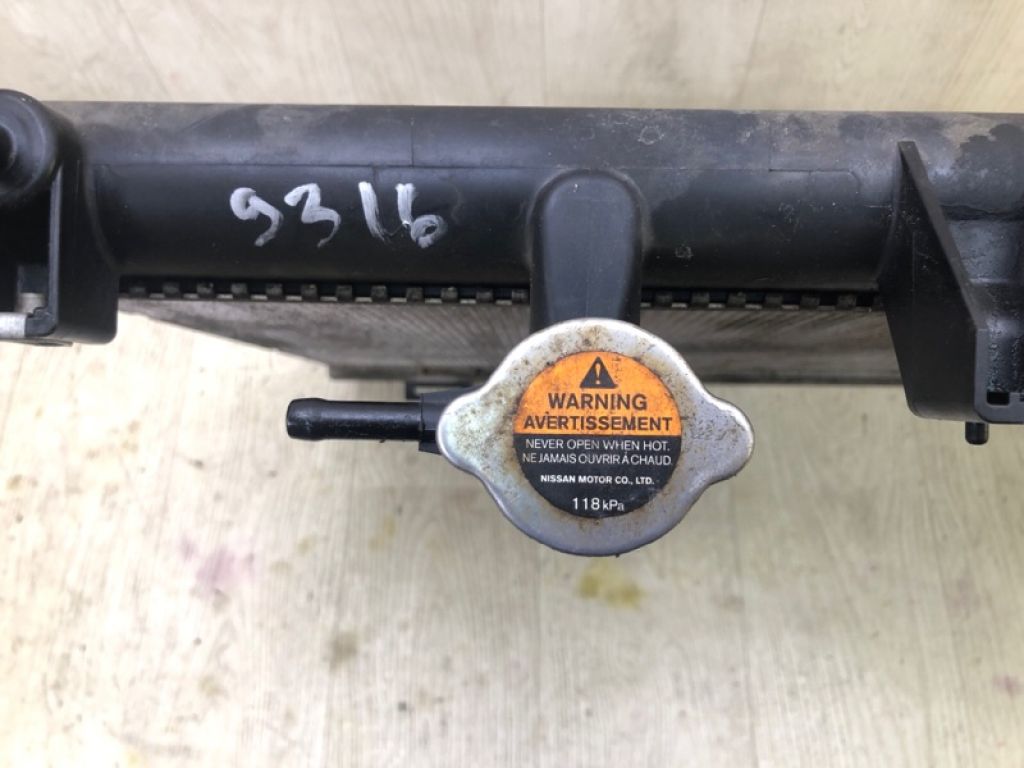 9316
WARNING
AVERTISSEMENT
NEVER OPEN WHEN HOT.
NE JAMAIS OUVRIR À CHAUD.
NISSAN MOTOR CO., LTD.
118 kPa